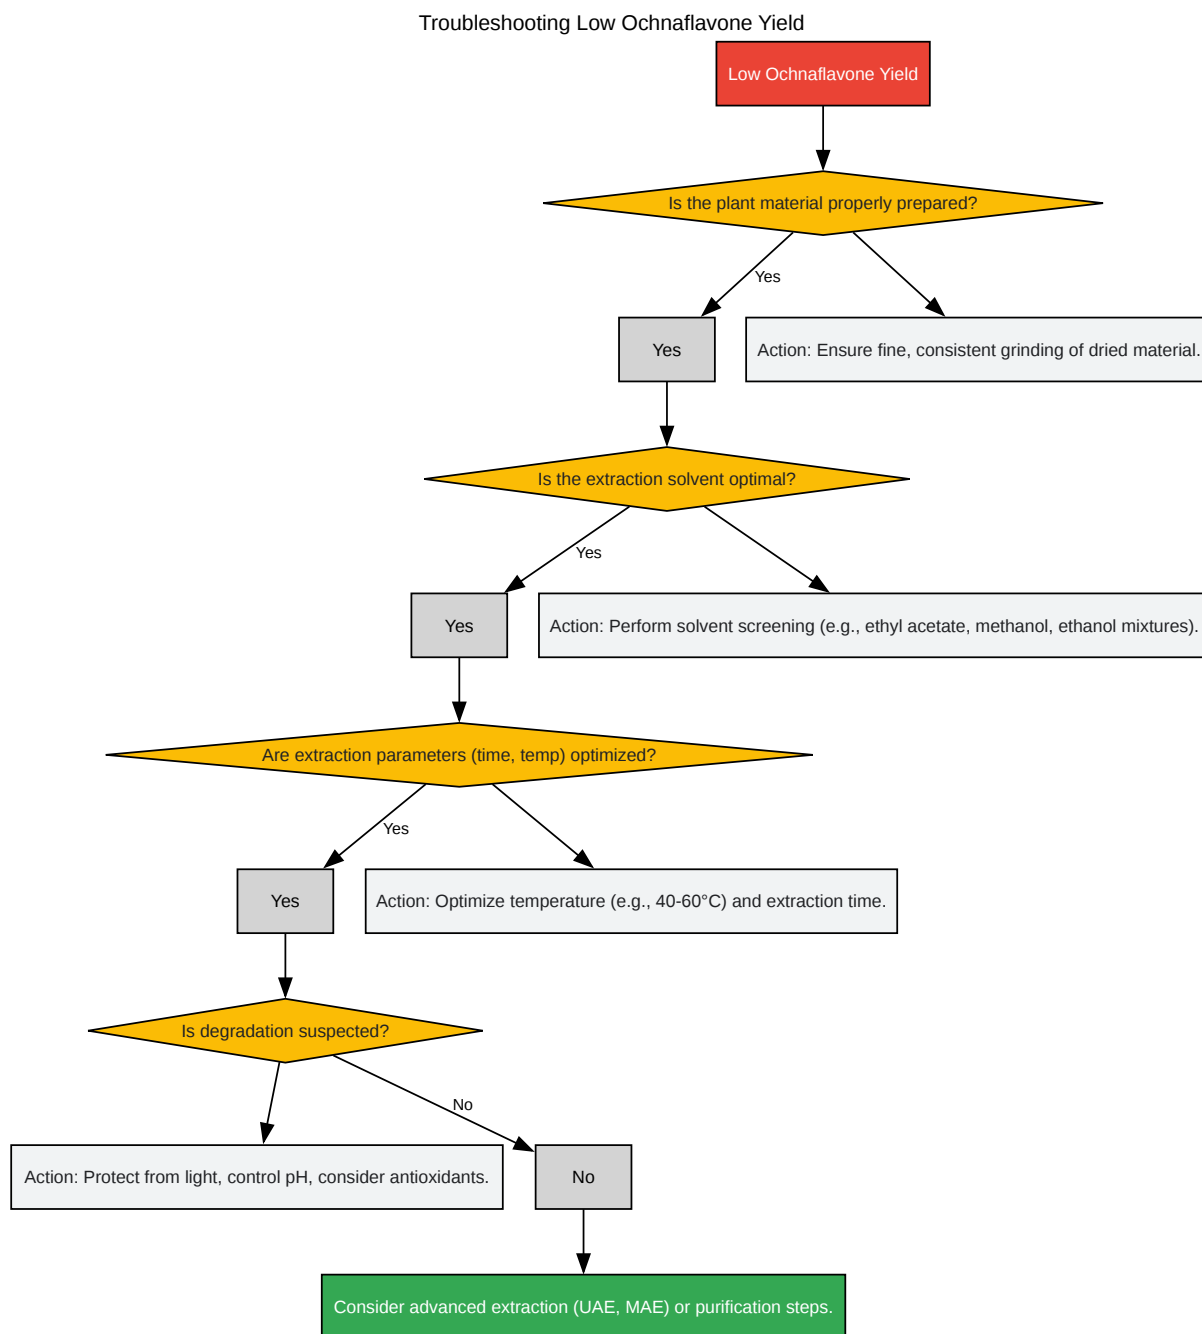 Troubleshooting Low Ochnaflavone Yield
Low Ochnaflavone Yield
Is the plant material properly prepared?
Yes
Yes
Action: Ensure fine, consistent grinding of dried material.
Is the extraction solvent optimal?
Yes
Yes
Action: Perform solvent screening (e.g., ethyl acetate, methanol, ethanol mixtures).
Are extraction parameters (time, temp) optimized?
Yes
Yes
Action: Optimize temperature (e.g., 40-60°C) and extraction time.
Is degradation suspected?
No
Action: Protect from light, control pH, consider antioxidants.
No
Consider advanced extraction (UAE, MAE) or purification steps.